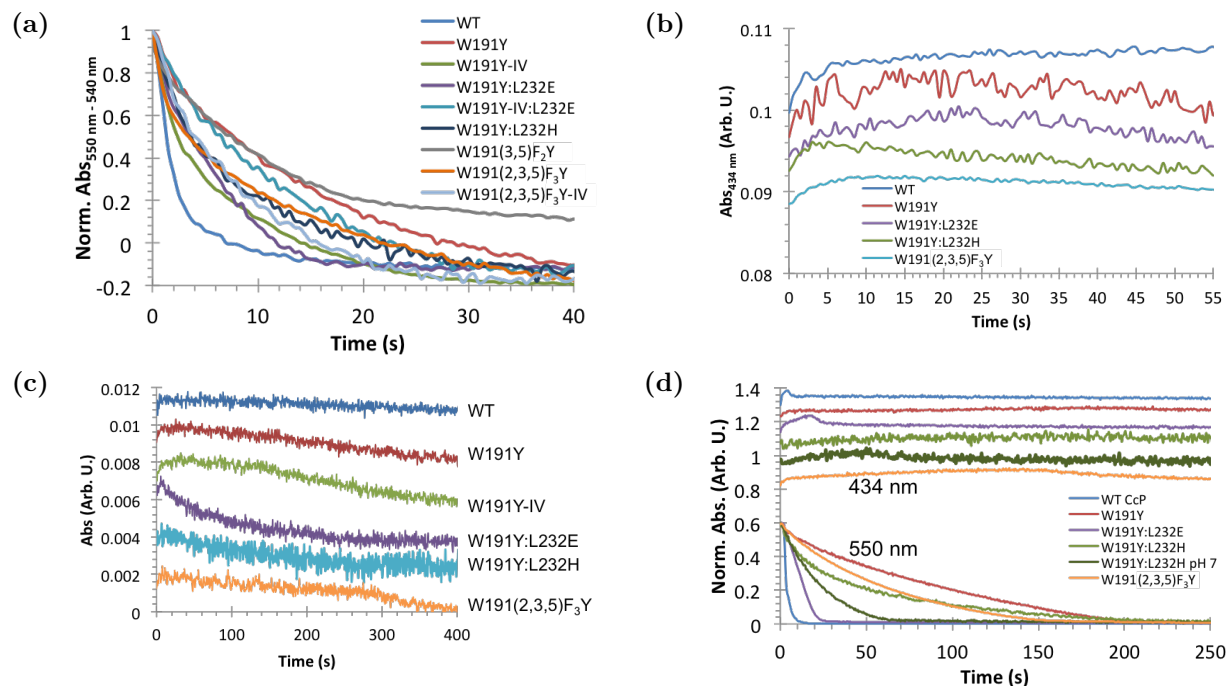 (a)
Norm. Abs550 nm - 540 nm
1
0.8
0.6
0.4
0.2
0
-0.2
0
10
20
30
40
Time (s)
WT
W191Y
W191Y-IV
W191Y:L232E
W191Y-IV:L232E
W191Y:L232H
W191(3,5)F2Y
W191(2,3,5)F3Y
W191(2,3,5)F3Y-IV
(b)
Abs434 nm (Arb. U.)
0.11
0.1
0.09
0.08
0
5
10
15
20
25
30
35
40
45
50
55
Time (s)
WT
W191Y
W191Y:L232E
W191Y:L232H
W191(2,3,5)F3Y
(c)
Abs (Arb. U.)
0.012
0.01
0.008
0.006
0.004
0.002
0
0
100
200
300
400
Time (s)
WT
W191Y
W191Y-IV
W191Y:L232E
W191Y:L232H
W191(2,3,5)F3Y
(d)
Norm. Abs. (Arb. U.)
1.4
1.2
1
0.8
0.6
0.4
0.2
0
0
50
100
150
200
250
Time (s)
434 nm
550 nm
WT CcP
W191Y
W191Y:L232E
W191Y:L232H
W191Y:L232H pH 7
W191(2,3,5)F3Y